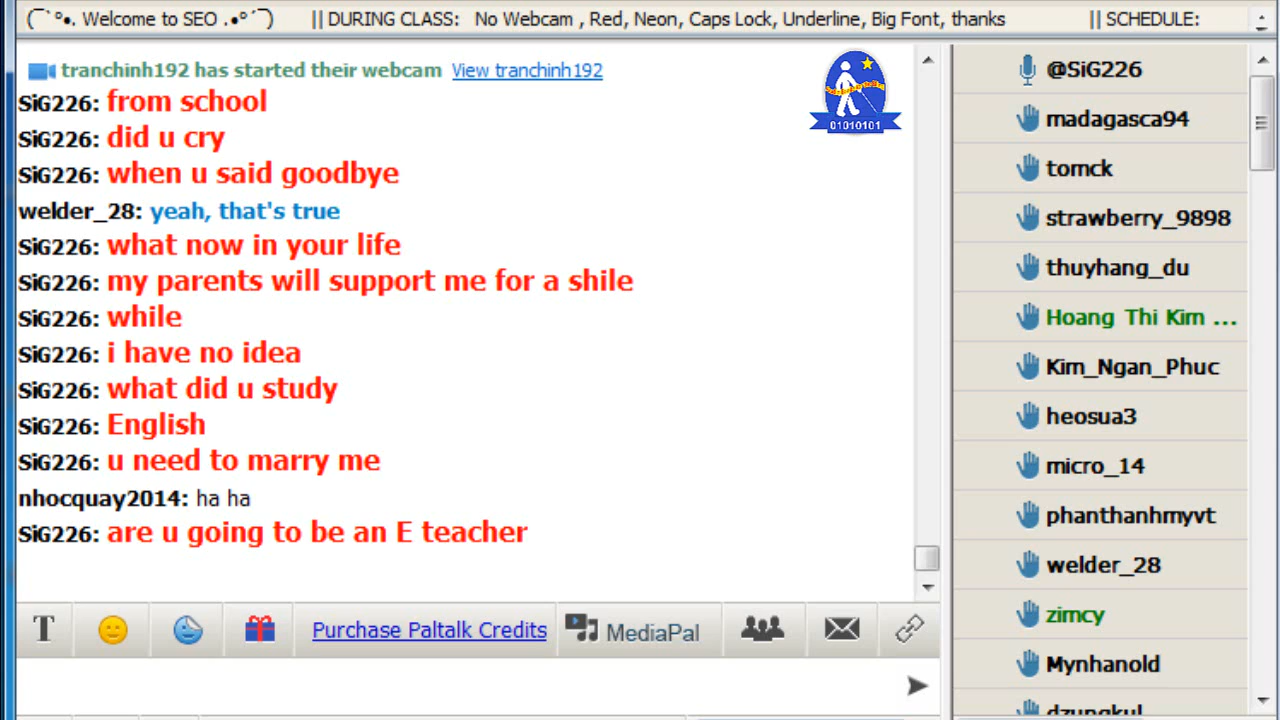 (¯`°•. Welcome to SEO .•°´¯) || DURING CLASS: No Webcam , Red, Neon, Caps Lock, Underline, Big Font, thanks || SCHEDULE:
tranchinh192 has started their webcam View tranchinh192
SiG226: from school
SiG226: did u cry
SiG226: when u said goodbye
welder_28: yeah, that's true
SiG226: what now in your life
SiG226: my parents will support me for a shile
SiG226: while
SiG226: i have no idea
SiG226: what did u study
SiG226: English
SiG226: u need to marry me
nhocquay2014: ha ha
SiG226: are u going to be an E teacher
01010101
T Purchase Paltalk Credits MediaPal
@SiG226
madagasca94
tomck
strawberry_9898
thuyhang_du
Hoang Thi Kim ...
Kim_Ngan_Phuc
heosua3
micro_14
phanthanhmyvt
welder_28
zimcy
Mynhanold